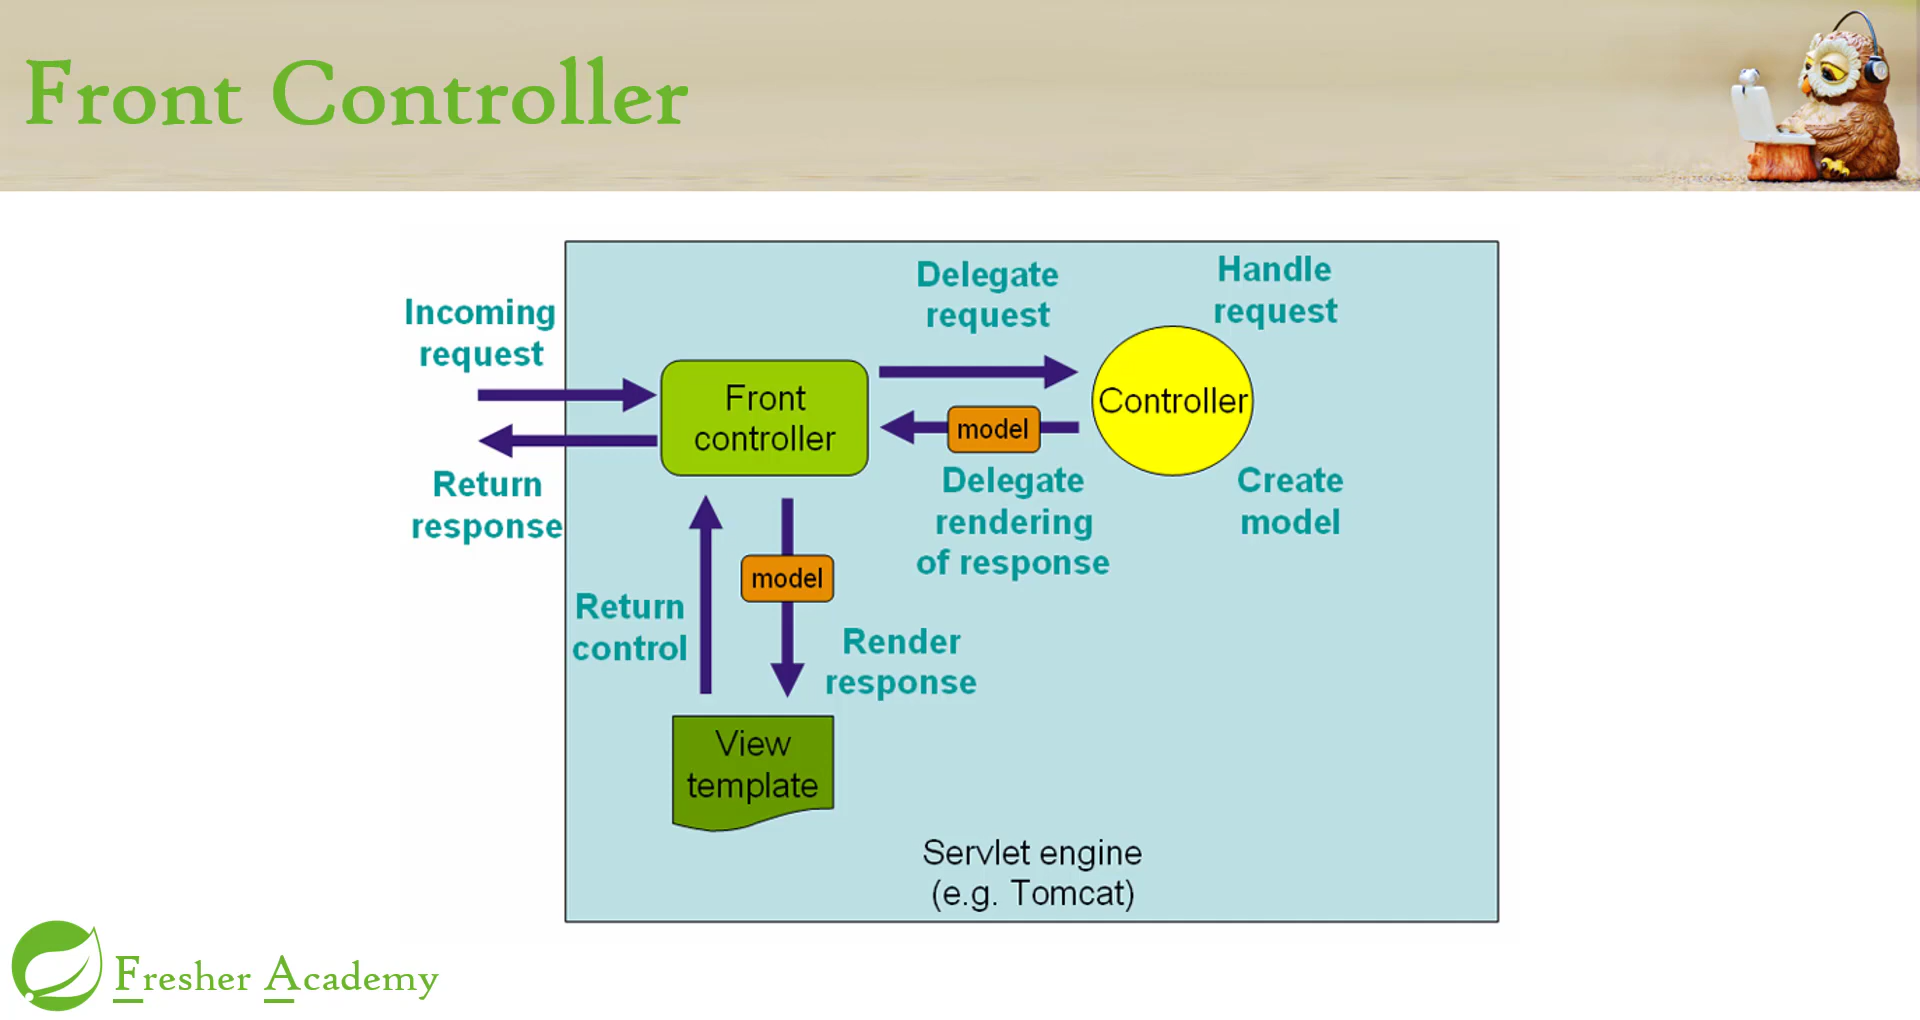 Front Controller
Incoming
request
Return
response
Delegate
request
Handle
request
Front
controller
Controller
model
Delegate
rendering
of response
Create
model
Return
control
model
Render
response
View
template
Servlet engine
(e.g. Tomcat)
Fresher Academy